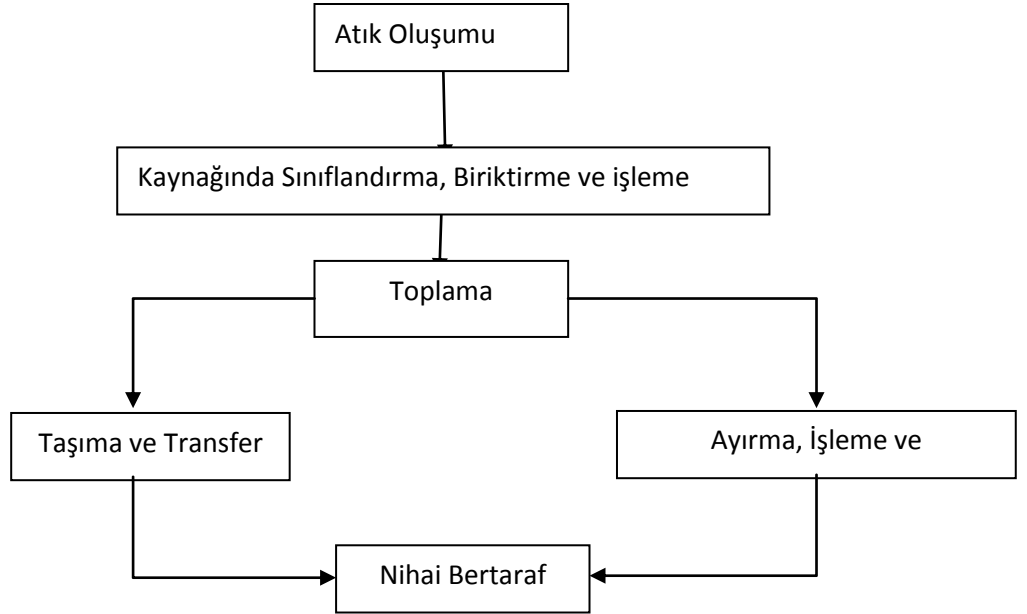 Atık Oluşumu
Kaynağında Sınıflandırma, Biriktirme ve işleme
Toplama
Taşıma ve Transfer
Ayırma, İşleme ve
Nihai Bertaraf